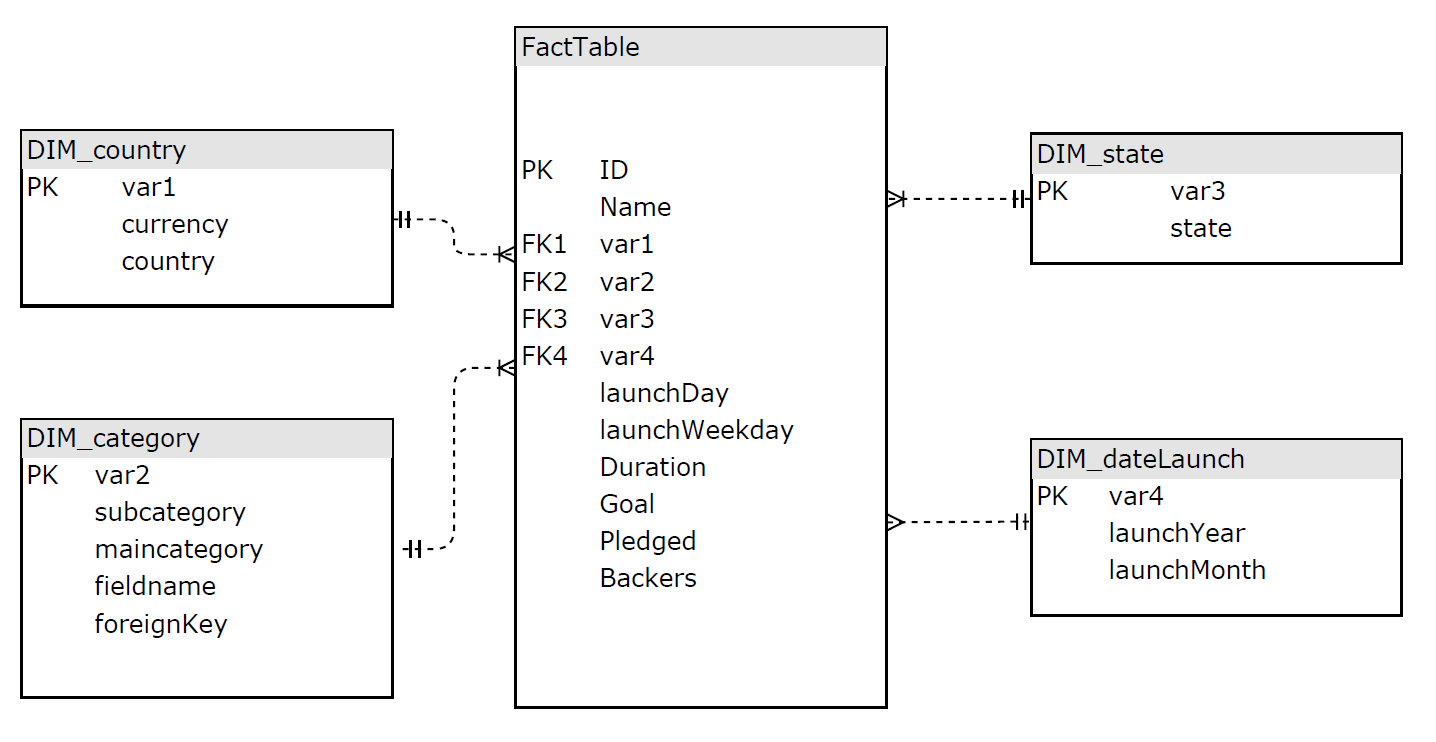 FactTable
PK ID
Name
FK1 var1
FK2 var2
FK3 var3
FK4 var4
launchDay
launchWeekday
Duration
Goal
Pledged
Backers
DIM_country
PK var1
currency
country
DIM_category
PK var2
subcategory
maincategory
fieldname
foreignKey
DIM_state
PK var3
state
DIM_dateLaunch
PK var4
launchYear
launchMonth